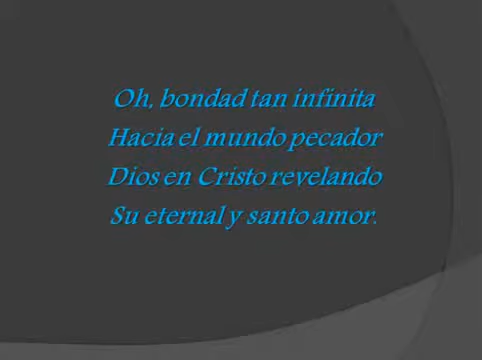 Oh, bondad tan infinita
Hacia el mundo pecador
Dios en Cristo revelando
Su eternal y santo amor.